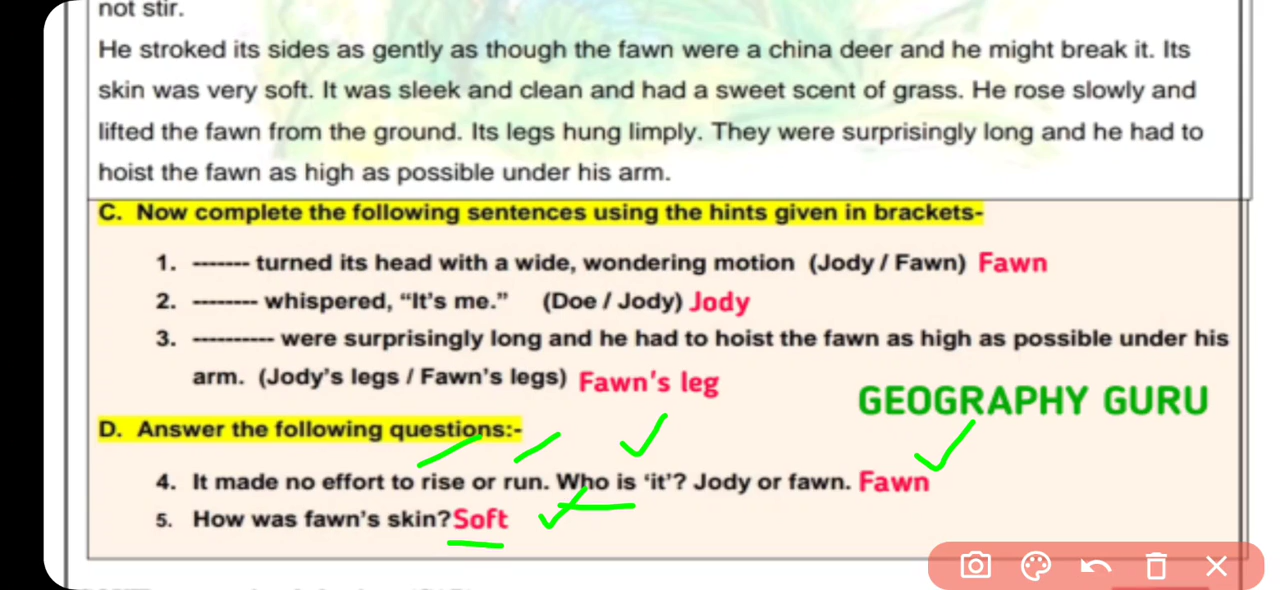 not stir.
He stroked its sides as gently as though the fawn were a china deer and he might break it. Its
skin was very soft. It was sleek and clean and had a sweet scent of grass. He rose slowly and
lifted the fawn from the ground. Its legs hung limply. They were surprisingly long and he had to
hoist the fawn as high as possible under his arm.
C. Now complete the following sentences using the hints given in brackets-
1. ------- turned its head with a wide, wondering motion (Jody / Fawn) Fawn
2. -------- whispered, “It’s me.” (Doe / Jody) Jody
3. ---------- were surprisingly long and he had to hoist the fawn as high as possible under his
arm. (Jody’s legs / Fawn’s legs) Fawn’s leg
GEOGRAPHY GURU
D. Answer the following questions:-
4. It made no effort to rise or run. Who is ‘it’? Jody or fawn. Fawn
5. How was fawn’s skin? Soft